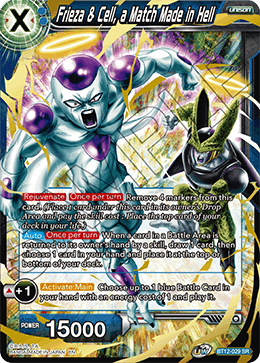 X
Frieza & Cell, a Match Made in Hell
UNISON
Rejuvenate Once per turn Remove 4 markers from this
card. (Place a card under this card in its owner's Drop
Area and pay the skill cost : Place the top card of your
deck in your life.)
Auto Once per turn When a card in a Battle Area is
returned to its owner's hand by a skill, draw 1 card, then
choose 1 card in your hand and place it at the top or
bottom of your deck.
+1 Activate:Main Choose up to 1 blue Battle Card in
your hand with an energy cost of 1 and play it.
POWER 15000
BT12-029 SR